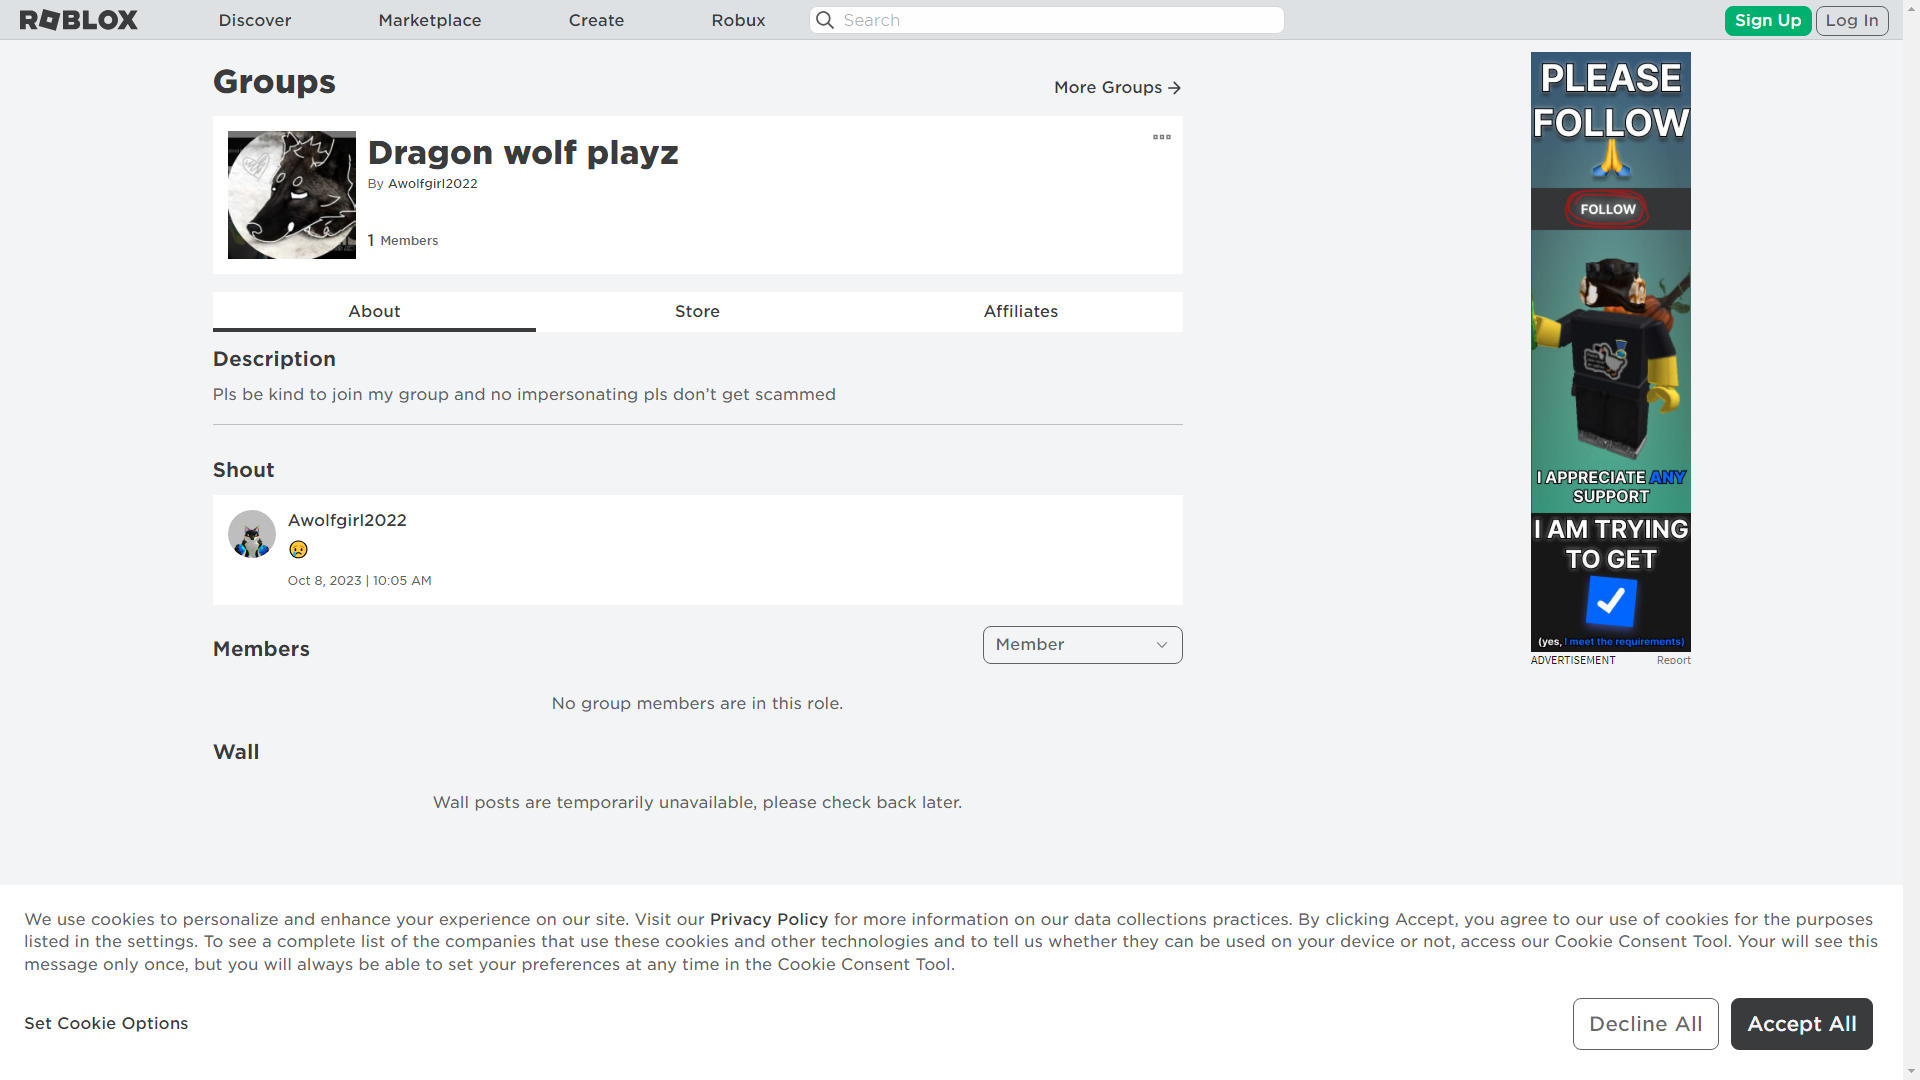 ROBLOX
Discover
Marketplace
Create
Robux
Search
Sign Up
Log In
Groups
More Groups
Dragon wolf playz
By Awolfgirl2022
1 Members
About
Store
Affiliates
Description
Pls be kind to join my group and no impersonating pls don’t get scammed
Shout
Awolfgirl2022
Oct 8, 2023 | 10:05 AM
Members
Member
No group members are in this role.
Wall
Wall posts are temporarily unavailable, please check back later.
PLEASE
FOLLOW
FOLLOW
I APPRECIATE ANY
SUPPORT
I AM TRYING
TO GET
(yes, I meet the requirements)
ADVERTISEMENT
Report
We use cookies to personalize and enhance your experience on our site. Visit our Privacy Policy for more information on our data collections practices. By clicking Accept, you agree to our use of cookies for the purposes
listed in the settings. To see a complete list of the companies that use these cookies and other technologies and to tell us whether they can be used on your device or not, access our Cookie Consent Tool. Your will see this
message only once, but you will always be able to set your preferences at any time in the Cookie Consent Tool.
Set Cookie Options
Decline All
Accept All